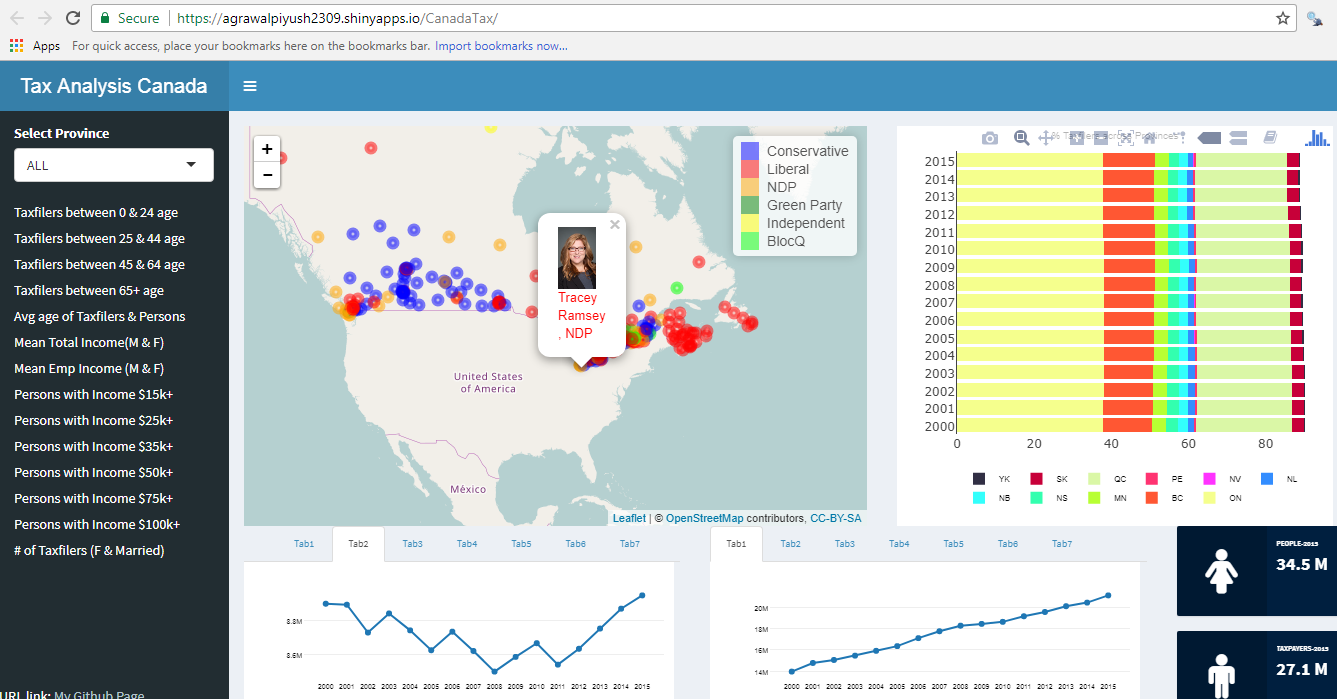 Secure
https://agrawalpiyush2309.shinyapps.io/CanadaTax/
Apps For quick access, place your bookmarks here on the bookmarks bar. Import bookmarks now...
Tax Analysis Canada
Select Province
ALL
Taxfilers between 0 & 24 age
Taxfilers between 25 & 44 age
Taxfilers between 45 & 64 age
Taxfilers between 65+ age
Avg age of Taxfilers & Persons
Mean Total Income(M & F)
Mean Emp Income (M & F)
Persons with Income $15k+
Persons with Income $25k+
Persons with Income $35k+
Persons with Income $50k+
Persons with Income $75k+
Persons with Income $100k+
# of Taxfilers (F & Married)
URL link: My Github Page
+
−
Conservative
Liberal
NDP
Green Party
Independent
BlocQ
×
Tracey
Ramsey
, NDP
United States
of America
México
Leaflet | © OpenStreetMap contributors, CC-BY-SA
% Taxfilers across Provinces
2015
2014
2013
2012
2011
2010
2009
2008
2007
2006
2005
2004
2003
2002
2001
2000
0 20 40 60 80
YK SK QC PE NV NL
NB NS MN BC ON
Tab1 Tab2 Tab3 Tab4 Tab5 Tab6 Tab7
8.8M
8.6M
2000 2001 2002 2003 2004 2005 2006 2007 2008 2009 2010 2011 2012 2013 2014 2015
Tab1 Tab2 Tab3 Tab4 Tab5 Tab6 Tab7
20M
18M
16M
14M
2000 2001 2002 2003 2004 2005 2006 2007 2008 2009 2010 2011 2012 2013 2014 2015
PEOPLE-2015
34.5 M
TAXPAYERS-2015
27.1 M